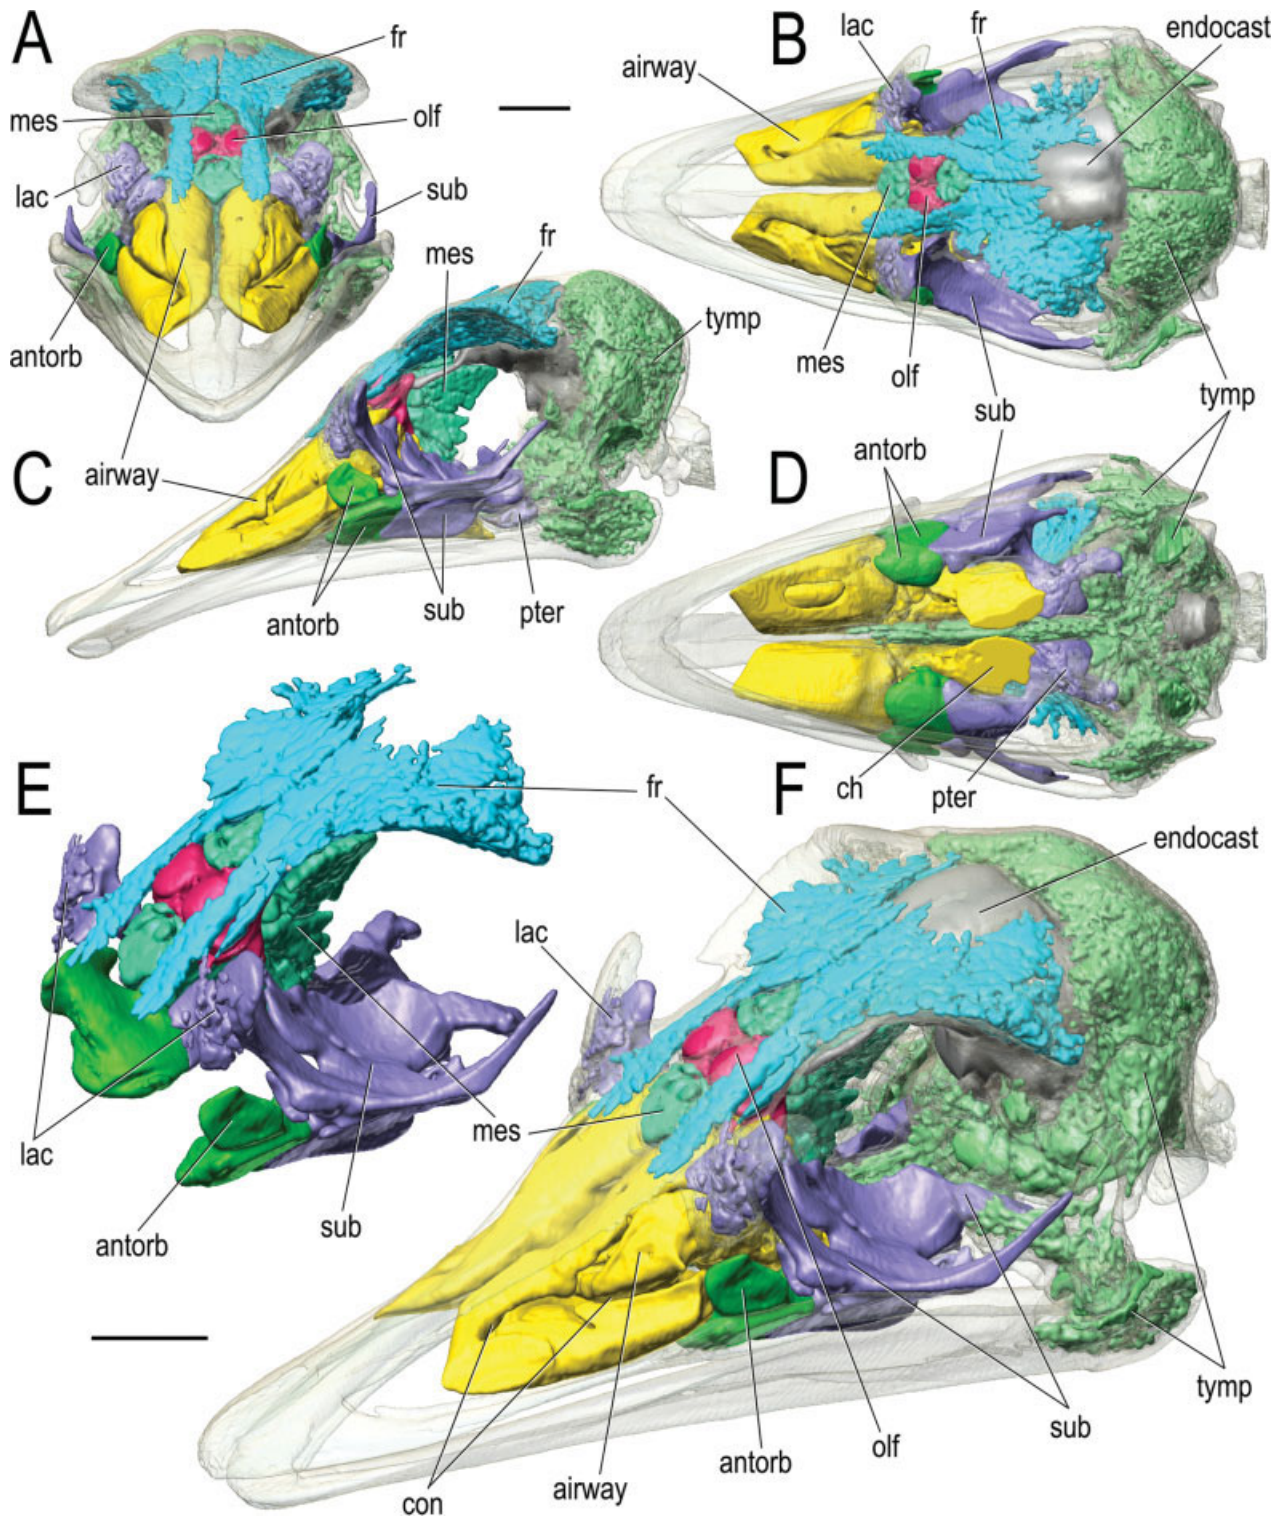 A
fr
mes
olf
lac
sub
antorb
airway
B
lac
fr
endocast
airway
mes
olf
sub
tymp
C
mes
fr
tymp
airway
antorb
sub
pter
D
antorb
sub
ch
pter
E
fr
lac
mes
sub
antorb
F
endocast
lac
con
airway
antorb
olf
sub
tymp